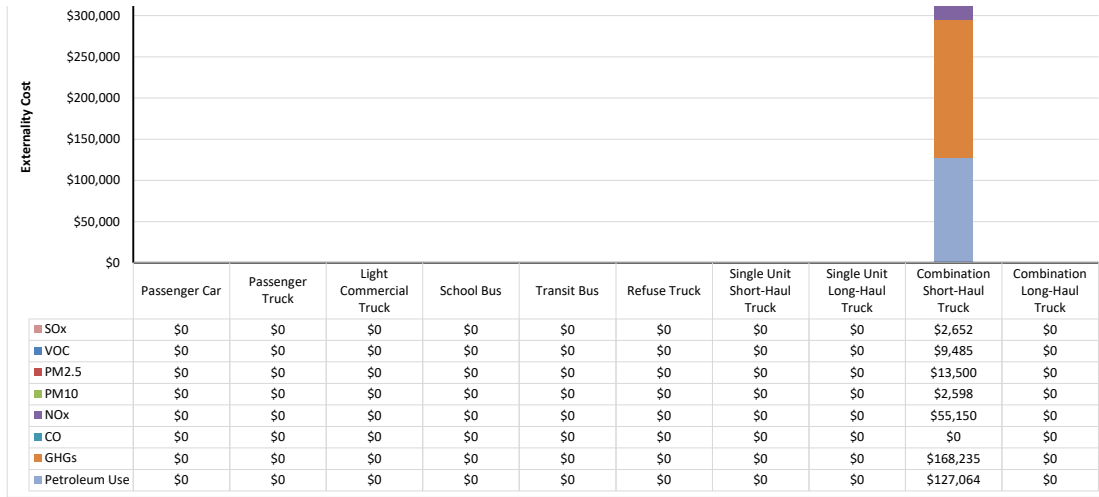 $300,000
$250,000
$200,000
$150,000
$100,000
$50,000
$0
Externality Cost
Passenger Car
Passenger
Truck
Light
Commercial
Truck
School Bus
Transit Bus
Refuse Truck
Single Unit
Short-Haul
Truck
Single Unit
Long-Haul
Truck
Combination
Short-Haul
Truck
Combination
Long-Haul
Truck
SOx $0 $0 $0 $0 $0 $0 $0 $0 $2,652 $0
VOC $0 $0 $0 $0 $0 $0 $0 $0 $9,485 $0
PM2.5 $0 $0 $0 $0 $0 $0 $0 $0 $13,500 $0
PM10 $0 $0 $0 $0 $0 $0 $0 $0 $2,598 $0
NOx $0 $0 $0 $0 $0 $0 $0 $0 $55,150 $0
CO $0 $0 $0 $0 $0 $0 $0 $0 $0 $0
GHGs $0 $0 $0 $0 $0 $0 $0 $0 $168,235 $0
Petroleum Use $0 $0 $0 $0 $0 $0 $0 $0 $127,064 $0